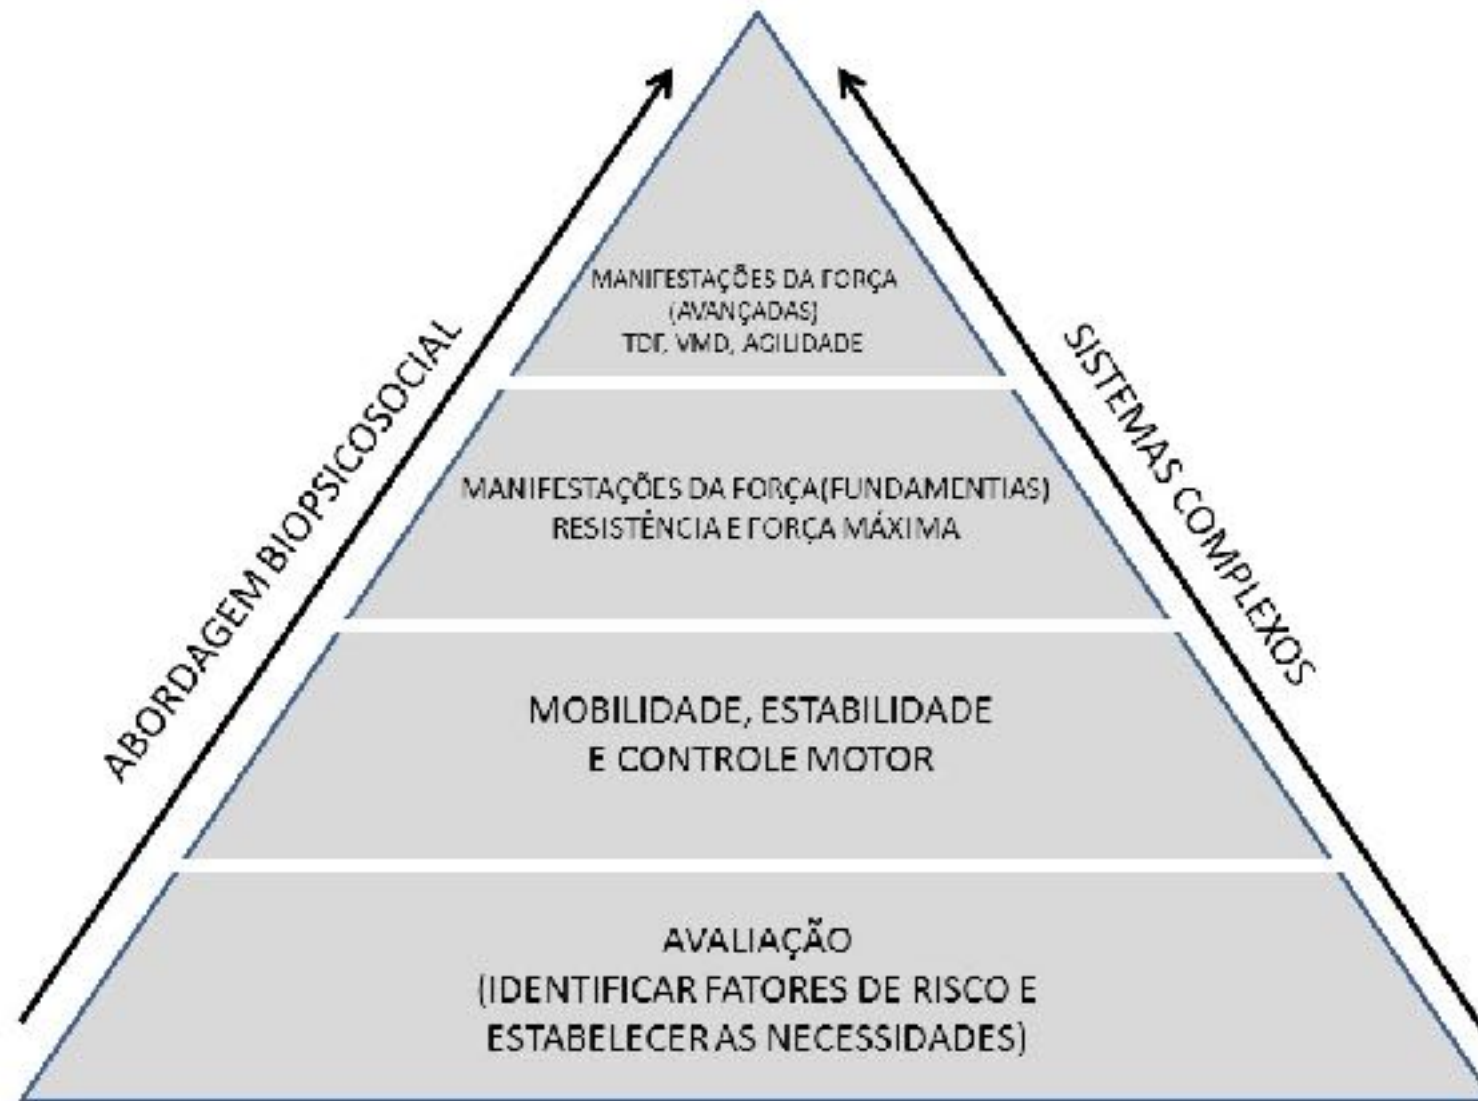 MANIFESTAÇÕES DA FORÇA
(AVANÇADAS)
TDF, VMD, AGILIDADE
ABORDAGEM BIOPSICOSOCIAL
SISTEMAS COMPLEXOS
MANIFESTAÇÕES DA FORÇA(FUNDAMENTIAS)
RESISTÊNCIA E FORÇA MÁXIMA
MOBILIDADE, ESTABILIDADE
E CONTROLE MOTOR
AVALIAÇÃO
(IDENTIFICAR FATORES DE RISCO E
ESTABELECER AS NECESSIDADES)